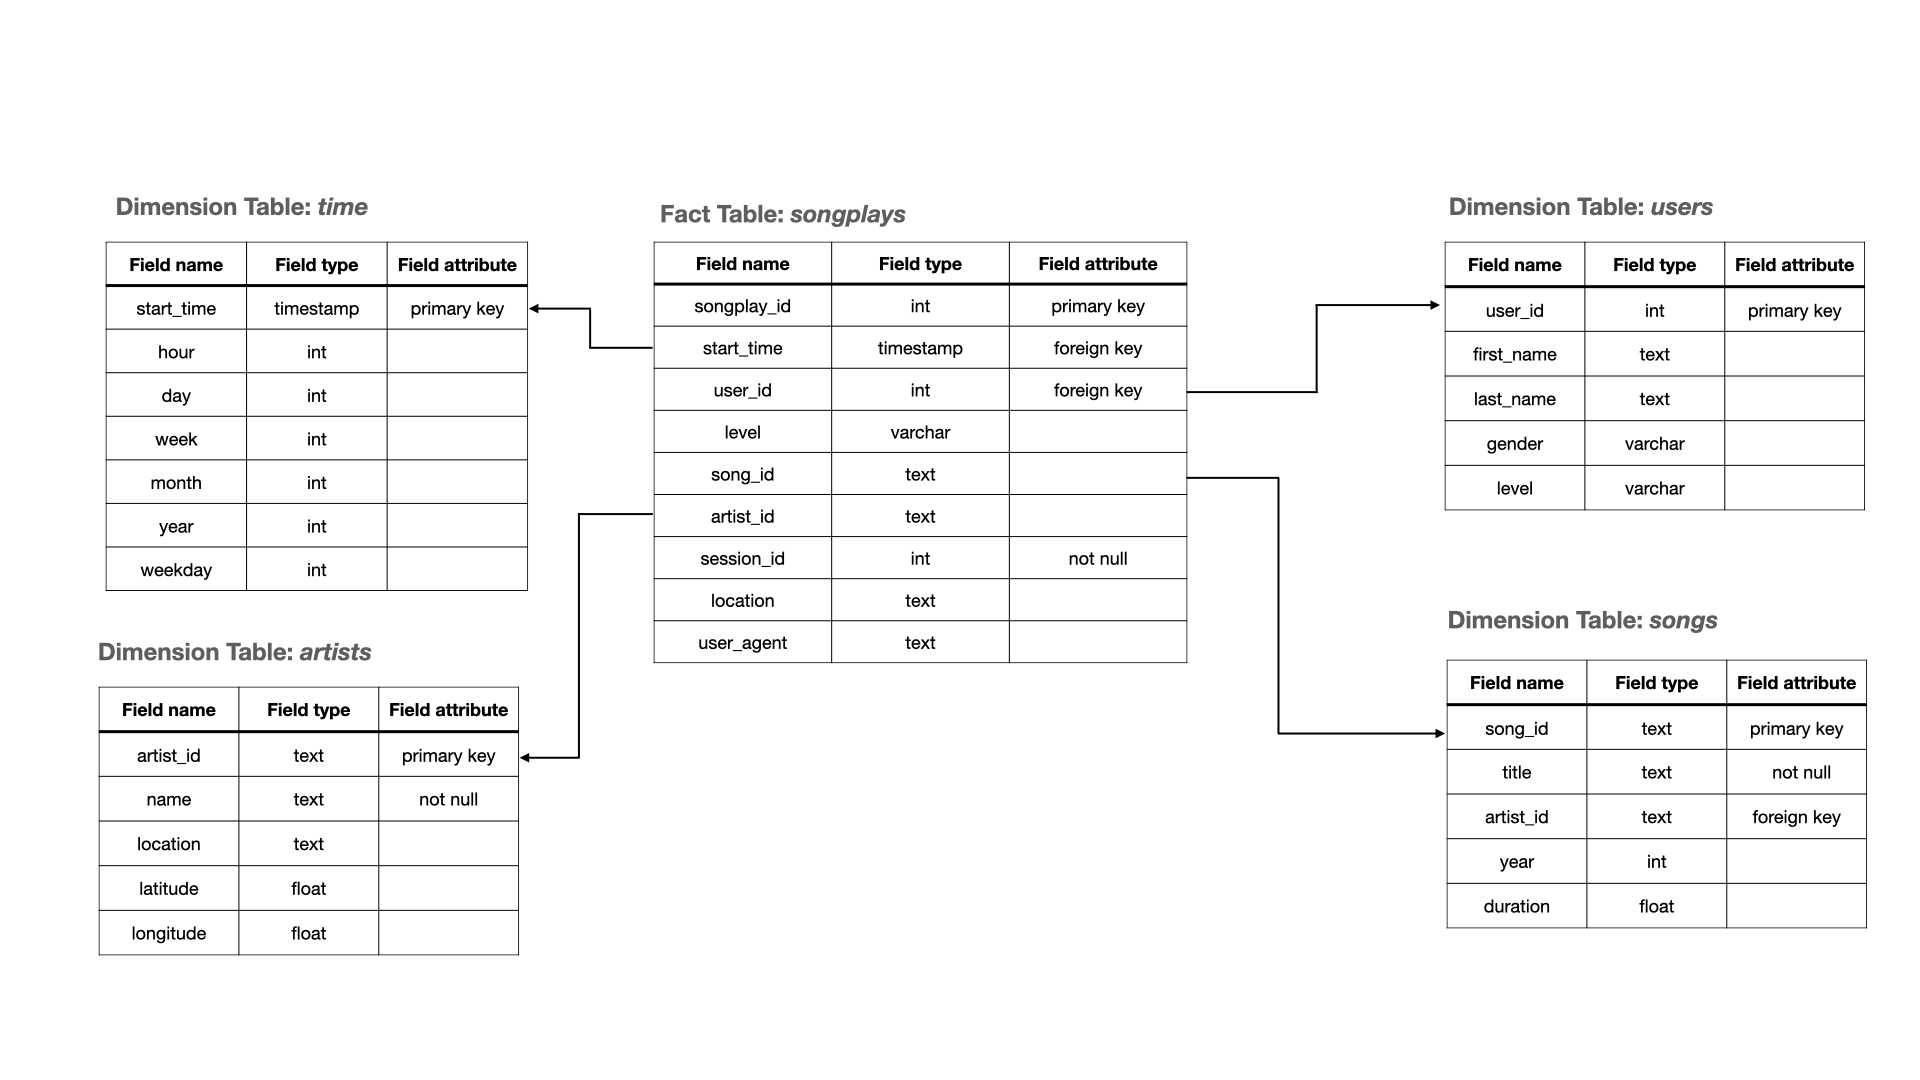 Dimension Table: time
Field name Field type Field attribute
start_time timestamp primary key
hour int
day int
week int
month int
year int
weekday int
Dimension Table: artists
Field name Field type Field attribute
artist_id text primary key
name text not null
location text
latitude float
longitude float
Fact Table: songplays
Field name Field type Field attribute
songplay_id int primary key
start_time timestamp foreign key
user_id int foreign key
level varchar
song_id text
artist_id text
session_id int not null
location text
user_agent text
Dimension Table: users
Field name Field type Field attribute
user_id int primary key
first_name text
last_name text
gender varchar
level varchar
Dimension Table: songs
Field name Field type Field attribute
song_id text primary key
title text not null
artist_id text foreign key
year int
duration float